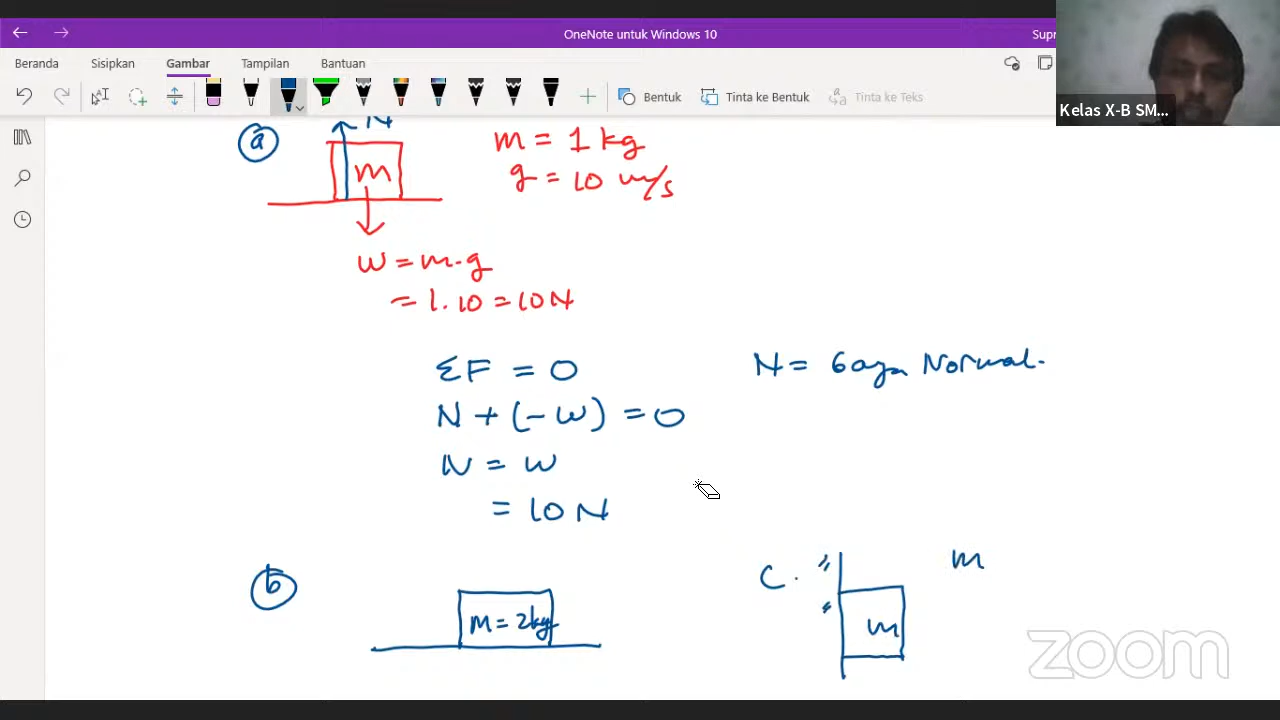 OneNote untuk Windows 10
Supr
Beranda Sisipkan Gambar Tampilan Bantuan
Bentuk Tinta ke Bentuk Tinta ke Teks
Kelas X-B SM...
a N
m
m = 1 kg
g = 10 m/s
w = m.g
= 1.10 = 10 N
ΣF = 0
N + (-w) = 0
N = w
= 10 N
N = Gaya Normal.
b
m = 2kg
C.
m
m
zoom